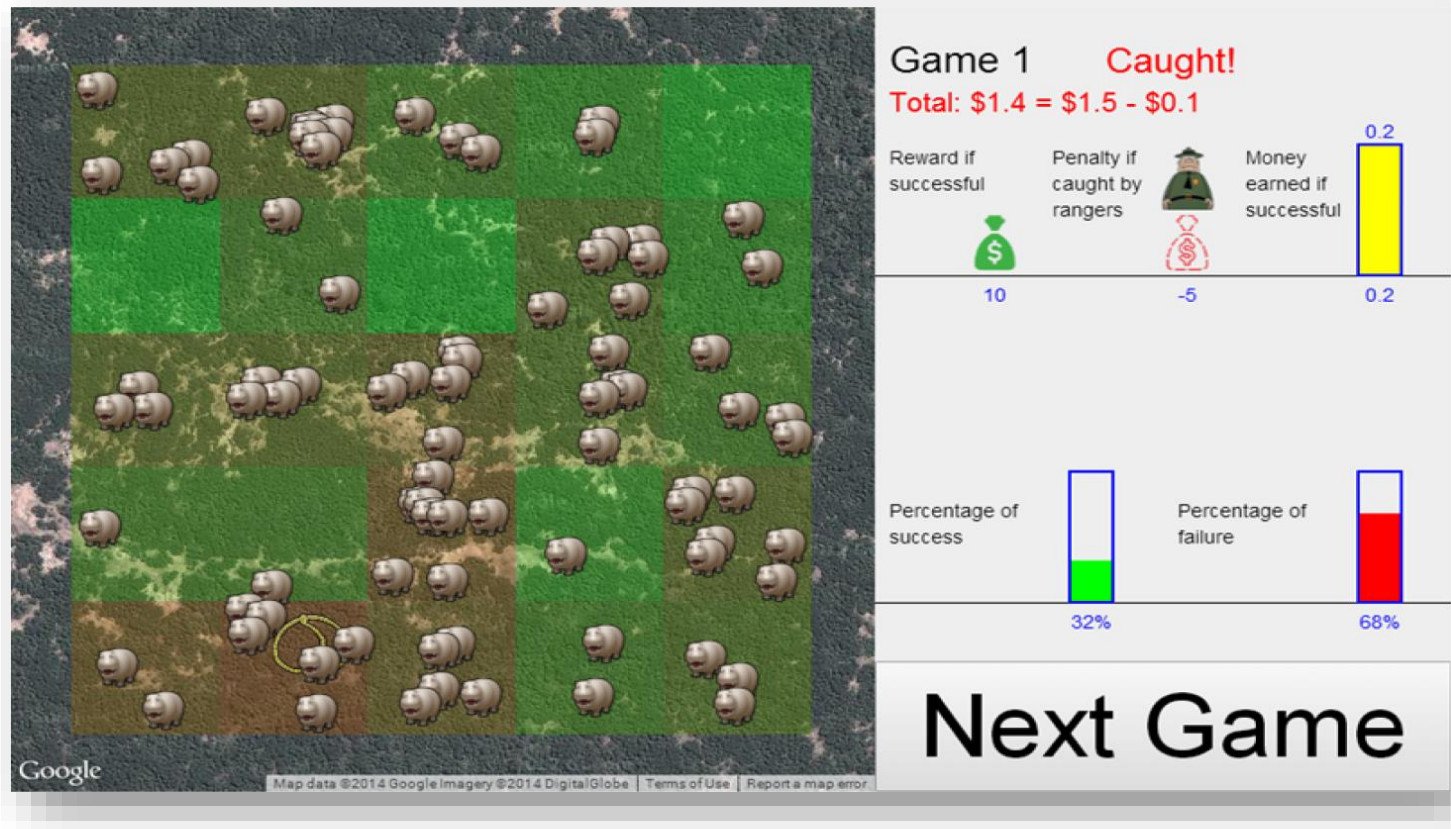 Game 1 Caught!
Total: $1.4 = $1.5 - $0.1
0.2
Reward if
successful
Penalty if
caught by
rangers
Money
earned if
successful
$
$
10
-5
0.2
Percentage of
success
Percentage of
failure
32%
68%
Next Game
Google
Map data ©2014 Google Imagery ©2014 DigitalGlobe
Terms of Use
Report a map error